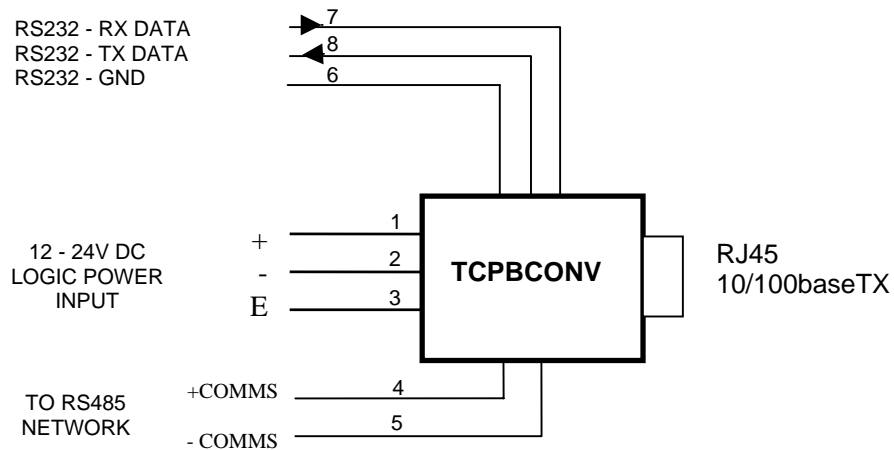 RS232 - RX DATA
7
RS232 - TX DATA
8
RS232 - GND
6
12 - 24V DC
LOGIC POWER
INPUT
+
1
-
2
E
3
TCPBCONV
RJ45
10/100baseTX
TO RS485
NETWORK
+COMMS
4
- COMMS
5